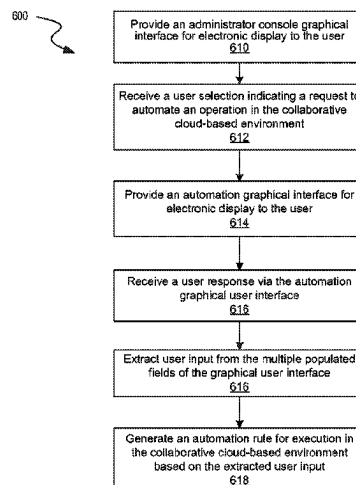 600
Provide an administrator console graphical
interface for electronic display to the user
610
Receive a user selection indicating a request to
automate an operation in the collaborative
cloud-based environment
612
Provide an automation graphical interface for
electronic display to the user
614
Receive a user response via the automation
graphical user interface
616
Extract user input from the multiple populated
fields of the graphical user interface
616
Generate an automation rule for execution in
the collaborative cloud-based environment
based on the extracted user input
618